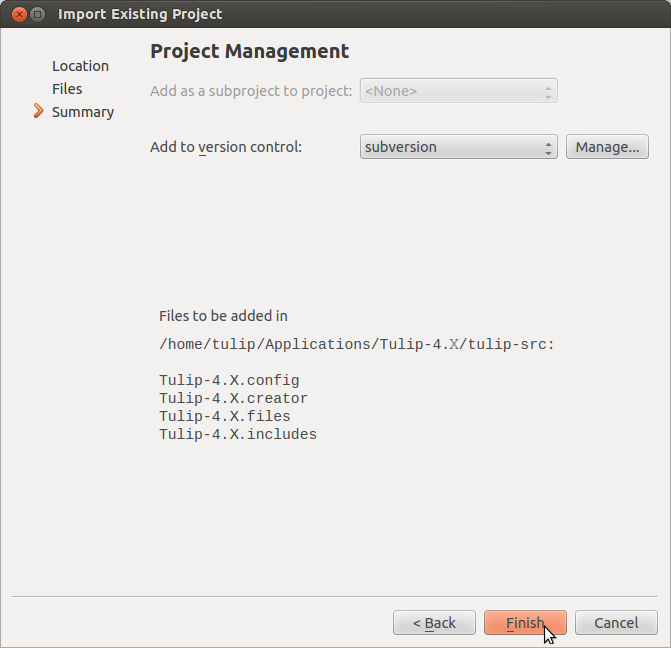 Import Existing Project
Location
Files
Summary
Project Management
Add as a subproject to project: <None>
Add to version control: subversion Manage...
Files to be added in
/home/tulip/Applications/Tulip-4.X/tulip-src:
Tulip-4.X.config
Tulip-4.X.creator
Tulip-4.X.files
Tulip-4.X.includes
< Back Finish Cancel